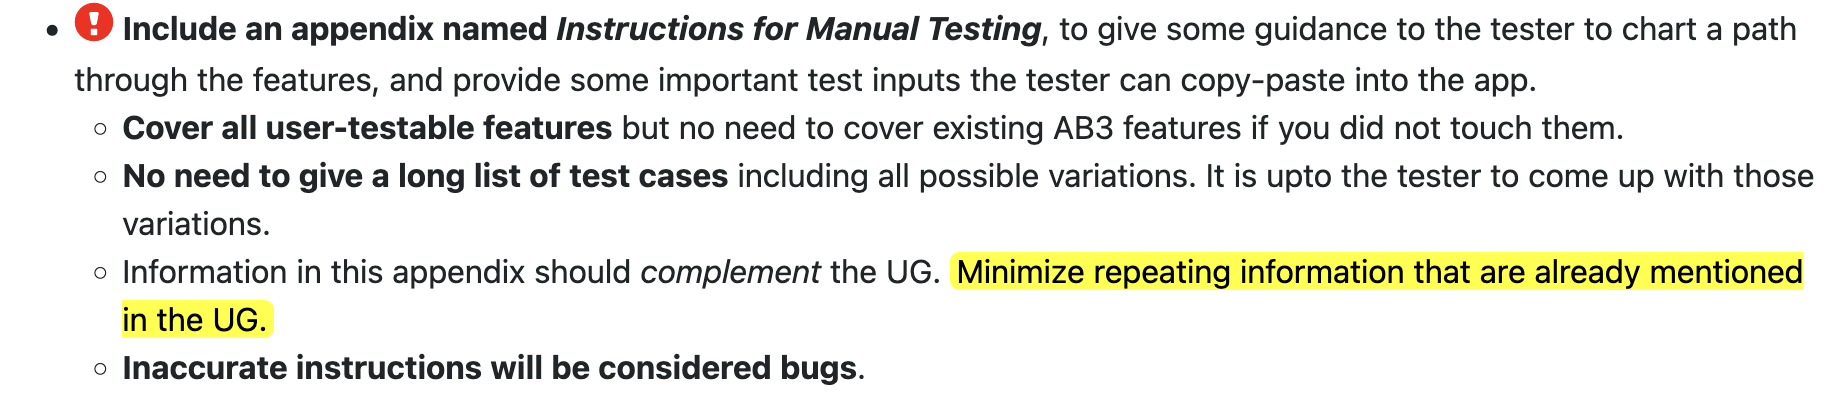 • ! Include an appendix named Instructions for Manual Testing, to give some guidance to the tester to chart a path
through the features, and provide some important test inputs the tester can copy-paste into the app.
○ Cover all user-testable features but no need to cover existing AB3 features if you did not touch them.
○ No need to give a long list of test cases including all possible variations. It is upto the tester to come up with those
variations.
○ Information in this appendix should complement the UG. Minimize repeating information that are already mentioned
in the UG.
○ Inaccurate instructions will be considered bugs.